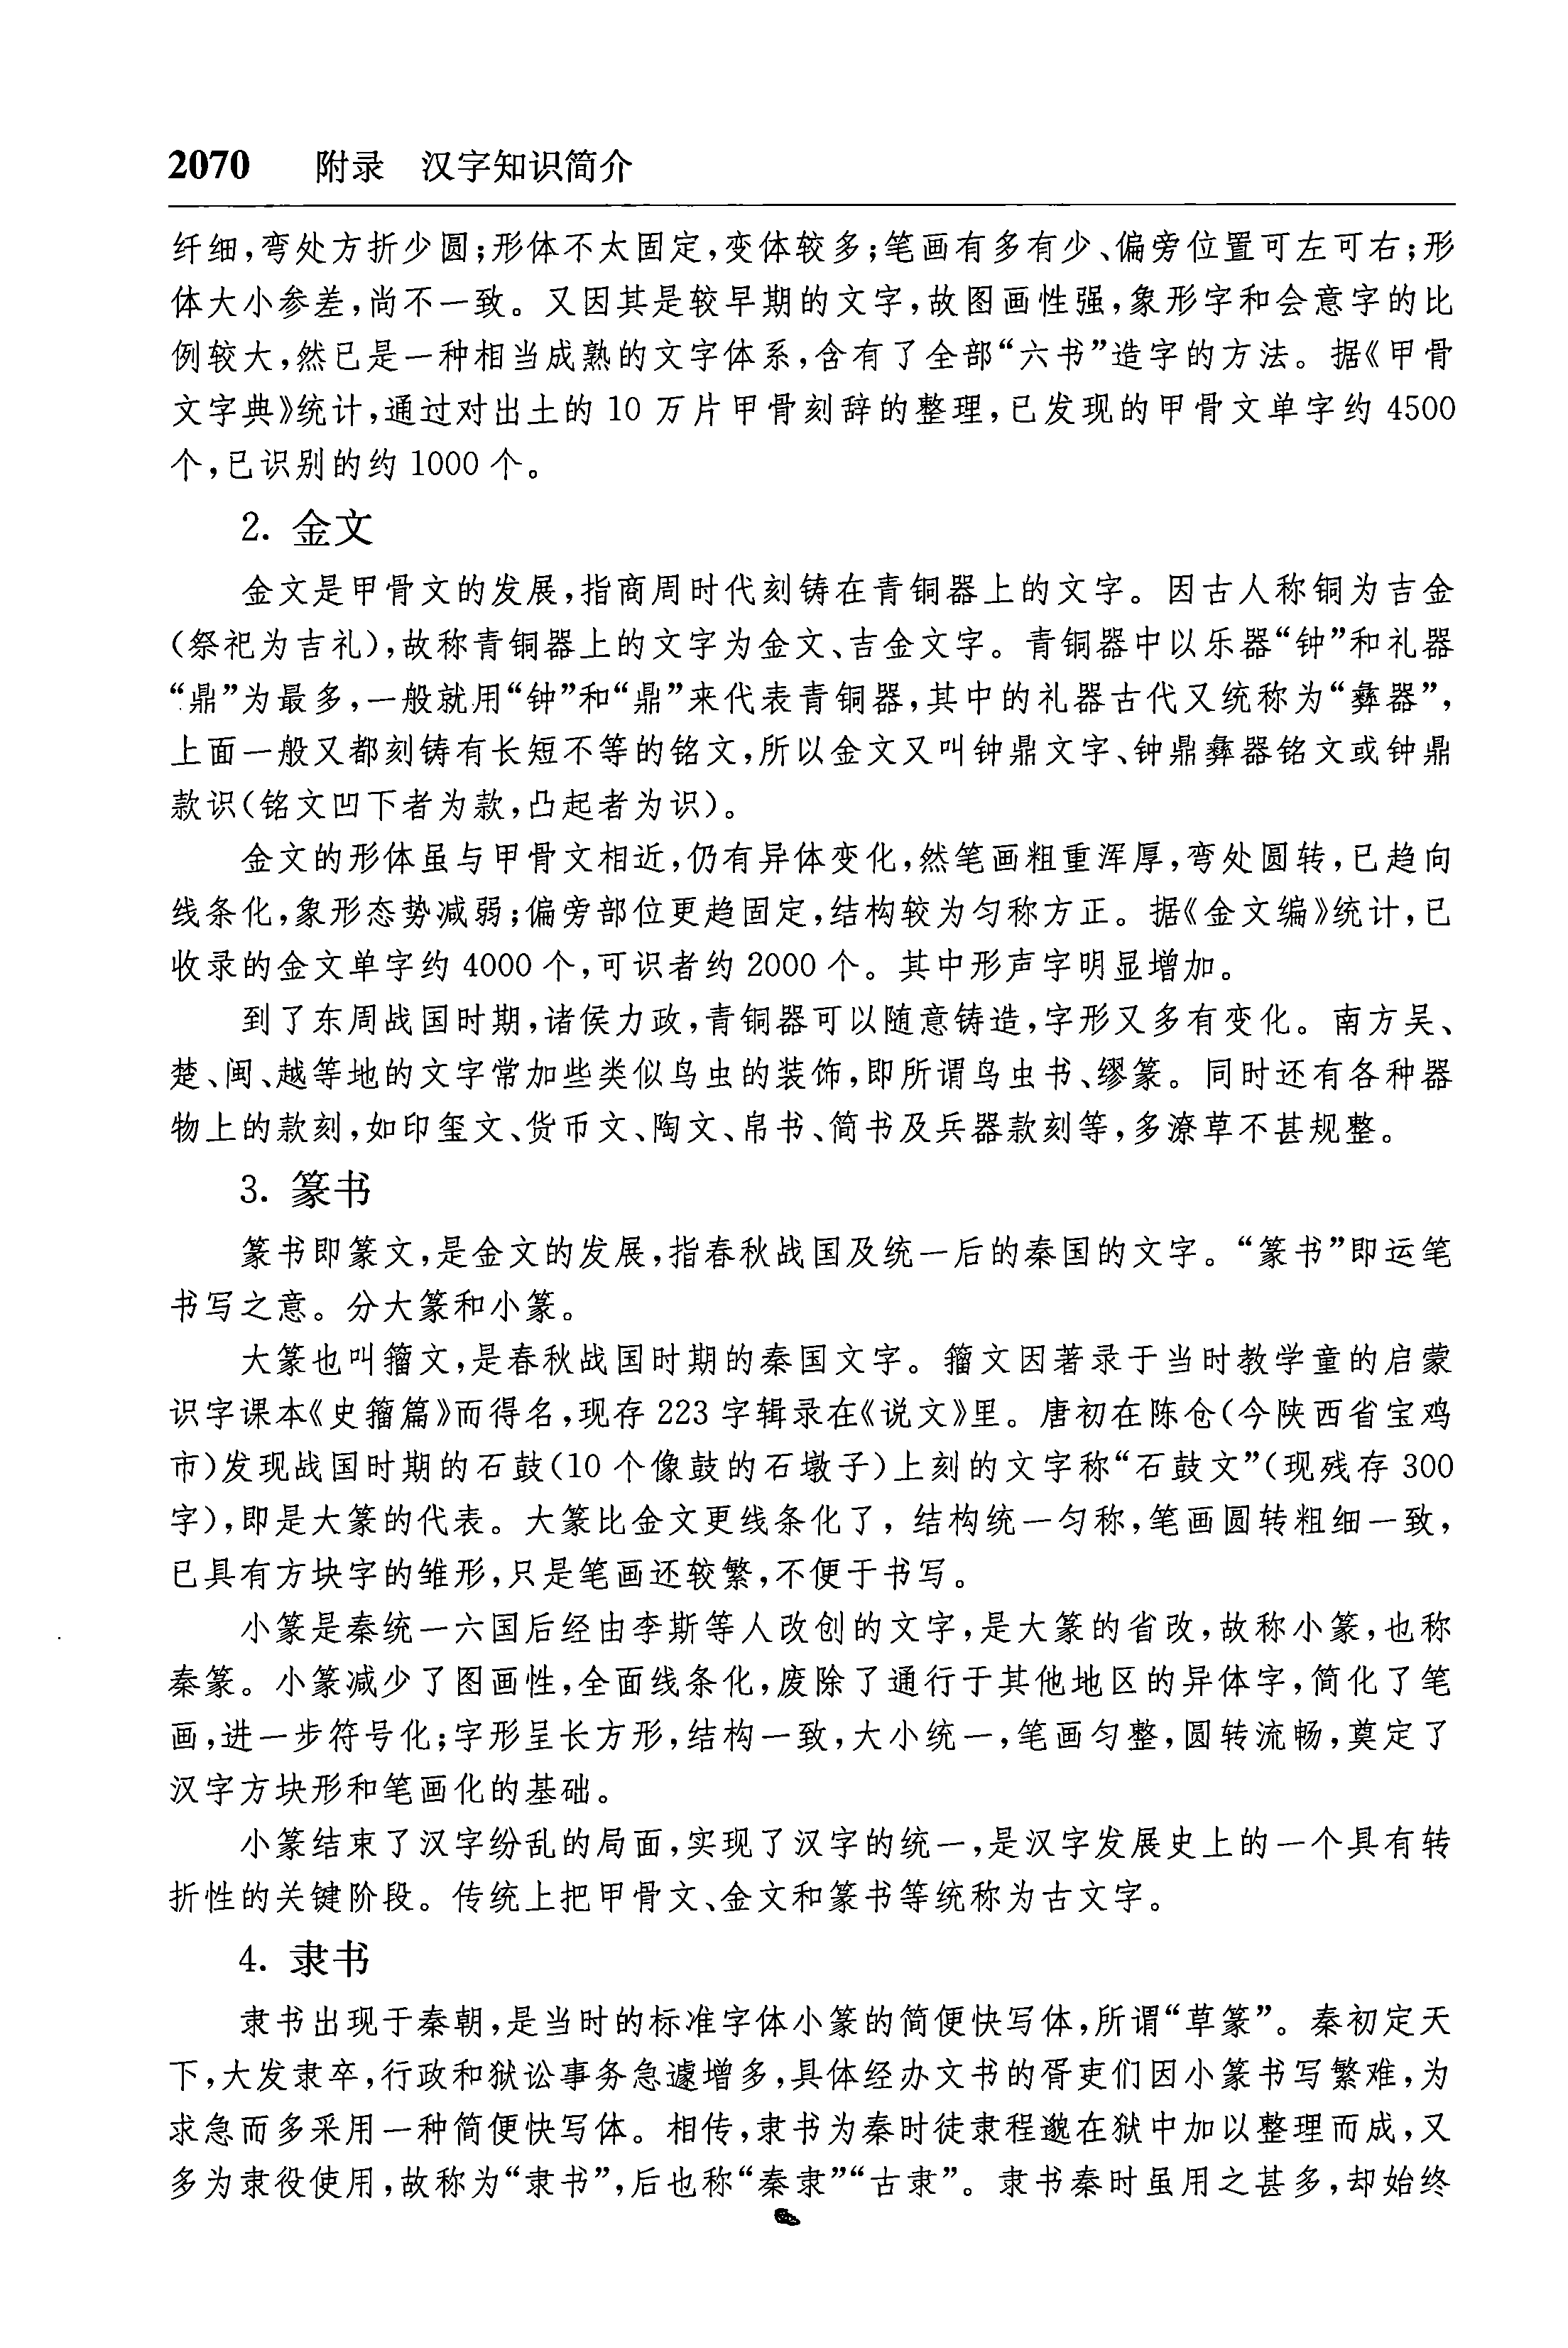 2070 附录 汉字知识简介
纤细,弯处方折少圆;形体不太固定,变体较多;笔画有多有少、偏旁位置可左可右;形
体大小参差,尚不一致。又因其是较早期的文字,故图画性强,象形字和会意字的比
例较大,然已是一种相当成熟的文字体系,含有了全部“六书”造字的方法。据《甲骨
文字典》统计,通过对出土的 10 万片甲骨刻辞的整理,已发现的甲骨文单字约 4500
个,已识别的约 1000 个。
2. 金文
金文是甲骨文的发展,指商周时代刻铸在青铜器上的文字。因古人称铜为吉金
(祭祀为吉礼),故称青铜器上的文字为金文、吉金文字。青铜器中以乐器“钟”和礼器
“鼎”为最多,一般就用“钟”和“鼎”来代表青铜器,其中的礼器古代又统称为“彝器”,
上面一般又都刻铸有长短不等的铭文,所以金文又叫钟鼎文字、钟鼎彝器铭文或钟鼎
款识(铭文凹下者为款,凸起者为识)。
金文的形体虽与甲骨文相近,仍有异体变化,然笔画粗重浑厚,弯处圆转,已趋向
线条化,象形态势减弱;偏旁部位更趋固定,结构较为匀称方正。据《金文编》统计,已
收录的金文单字约 4000 个,可识者约 2000 个。其中形声字明显增加。
到了东周战国时期,诸侯力政,青铜器可以随意铸造,字形又多有变化。南方吴、
楚、闽、越等地的文字常加些类似鸟虫的装饰,即所谓鸟虫书、缪篆。同时还有各种器
物上的款刻,如印玺文、货币文、陶文、帛书、简书及兵器款刻等,多潦草不甚规整。
3. 篆书
篆书即篆文,是金文的发展,指春秋战国及统一后的秦国的文字。“篆书”即运笔
书写之意。分大篆和小篆。
大篆也叫籀文,是春秋战国时期的秦国文字。籀文因著录于当时教学童的启蒙
识字课本《史籀篇》而得名,现存 223 字辑录在《说文》里。唐初在陈仓(今陕西省宝鸡
市)发现战国时期的石鼓(10 个像鼓的石墩子)上刻的文字称“石鼓文”(现残存 300
字),即是大篆的代表。大篆比金文更线条化了,结构统一匀称,笔画圆转粗细一致,
已具有方块字的雏形,只是笔画还较繁,不便于书写。
小篆是秦统一六国后经由李斯等人改创的文字,是大篆的省改,故称小篆,也称
秦篆。小篆减少了图画性,全面线条化,废除了通行于其他地区的异体字,简化了笔
画,进一步符号化;字形呈长方形,结构一致,大小统一,笔画匀整,圆转流畅,奠定了
汉字方块形和笔画化的基础。
小篆结束了汉字纷乱的局面,实现了汉字的统一,是汉字发展史上的一个具有转
折性的关键阶段。传统上把甲骨文、金文和篆书等统称为古文字。
4. 隶书
隶书出现于秦朝,是当时的标准字体小篆的简便快写体,所谓“草篆”。秦初定天
下,大发隶卒,行政和狱讼事务急遽增多,具体经办文书的胥吏们因小篆书写繁难,为
求急而多采用一种简便快写体。相传,隶书为秦时徒隶程邈在狱中加以整理而成,又
多为隶役使用,故称为“隶书”,后也称“秦隶”“古隶”。隶书秦时虽用之甚多,却始终